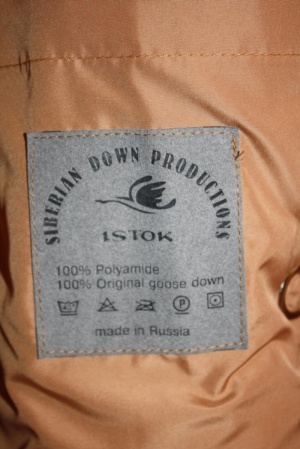 SIBERIAN DOWN PRODUCTIONS
ISTOK
100% Polyamide
100% Original goose down
P
made in Russia